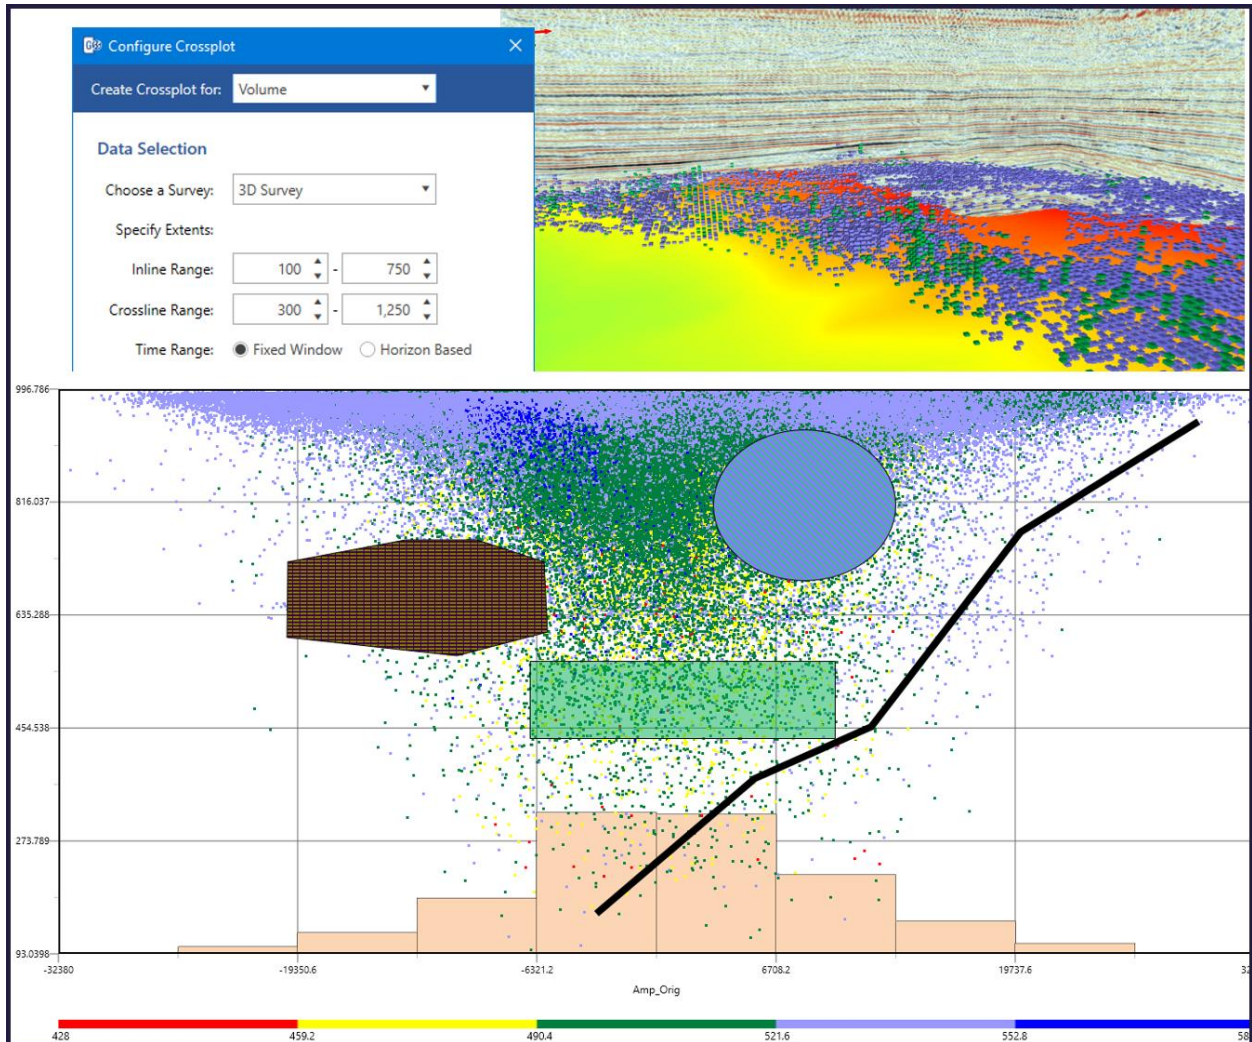 Configure Crossplot
Create Crossplot for: Volume
Data Selection
Choose a Survey: 3D Survey
Specify Extents:
Inline Range: 100 - 750
Crossline Range: 300 - 1,250
Time Range: Fixed Window Horizon Based
996.786
816.037
635.288
454.538
273.789
93.0398
-32380 -19350.6 -6321.2 6708.2 19737.6
Amp_Orig
428 459.2 490.4 521.6 552.8